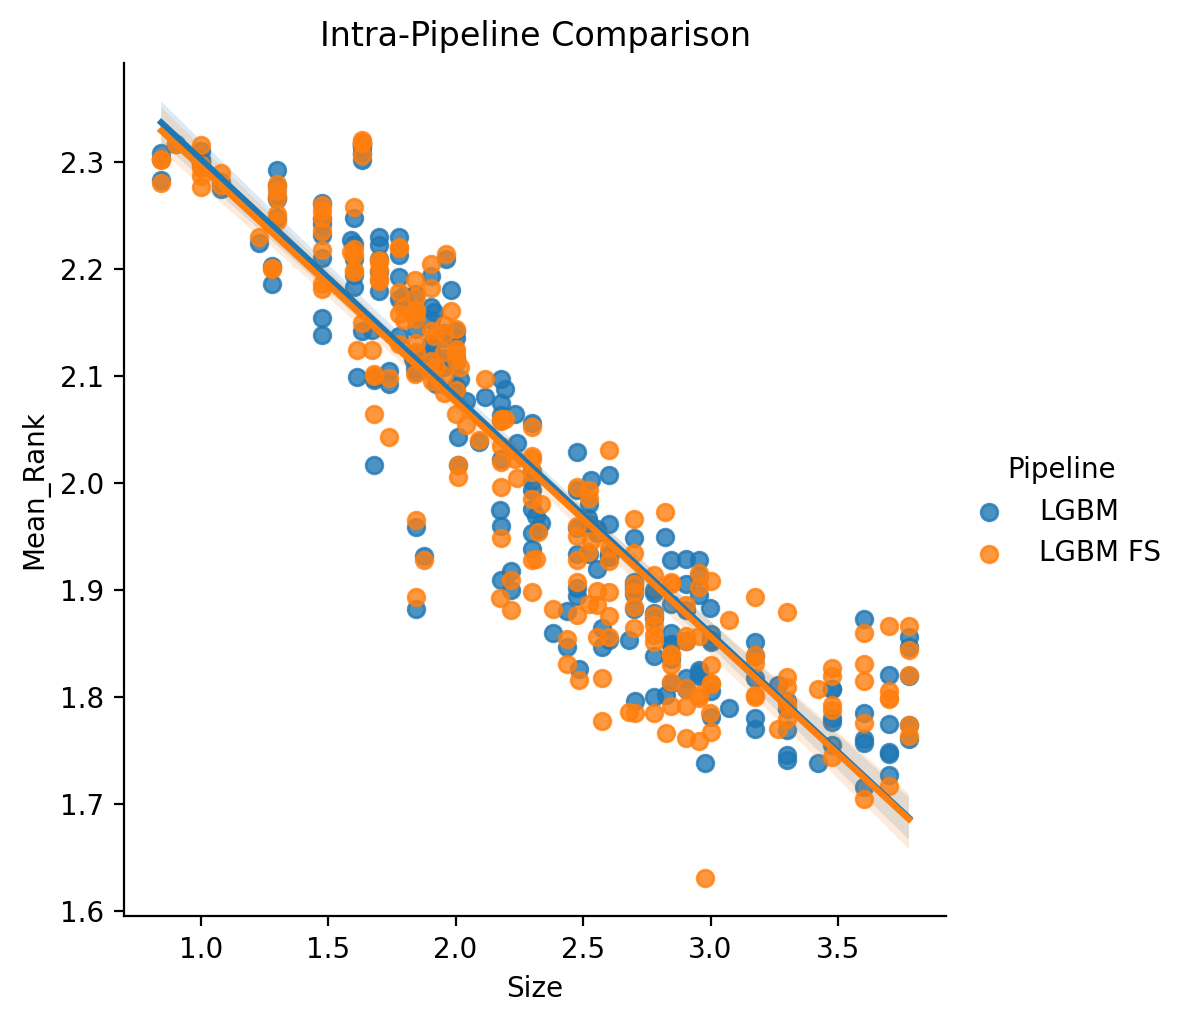 Intra-Pipeline Comparison
2.3
2.2
2.1
2.0
1.9
1.8
1.7
1.6
Mean_Rank
1.0 1.5 2.0 2.5 3.0 3.5
Size
Pipeline
LGBM
LGBM FS